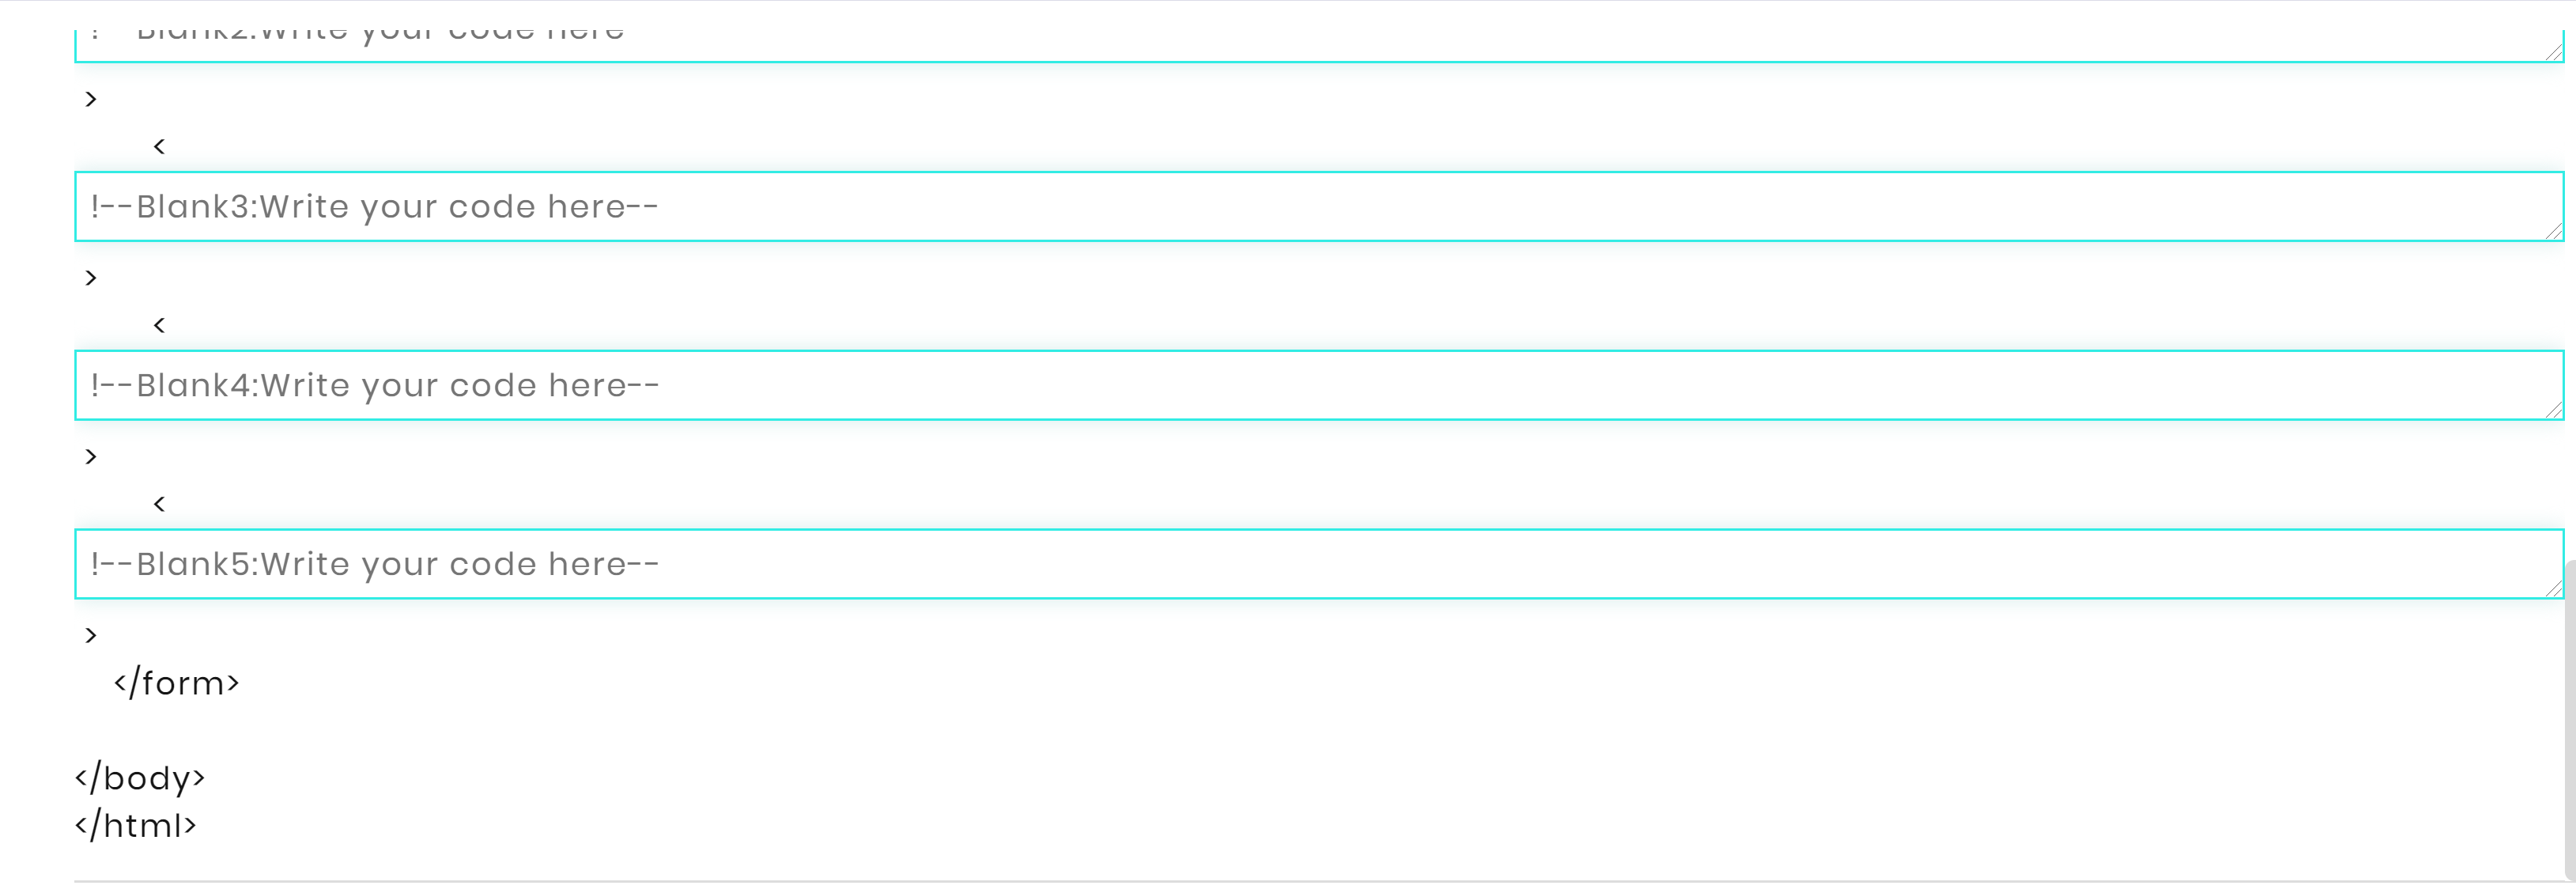 !--Blank2:Write your code here--
>
<
!--Blank3:Write your code here--
>
<
!--Blank4:Write your code here--
>
<
!--Blank5:Write your code here--
>
</form>
</body>
</html>